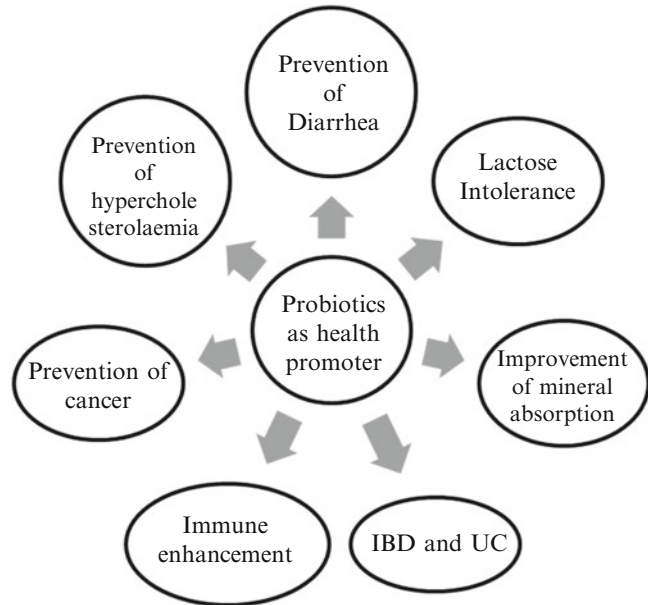 Prevention
of
Diarrhea
Prevention
of
hyperchole
sterolaemia
Lactose
Intolerance
Probiotics
as health
promoter
Prevention of
cancer
Improvement
of mineral
absorption
Immune
enhancement
IBD and UC